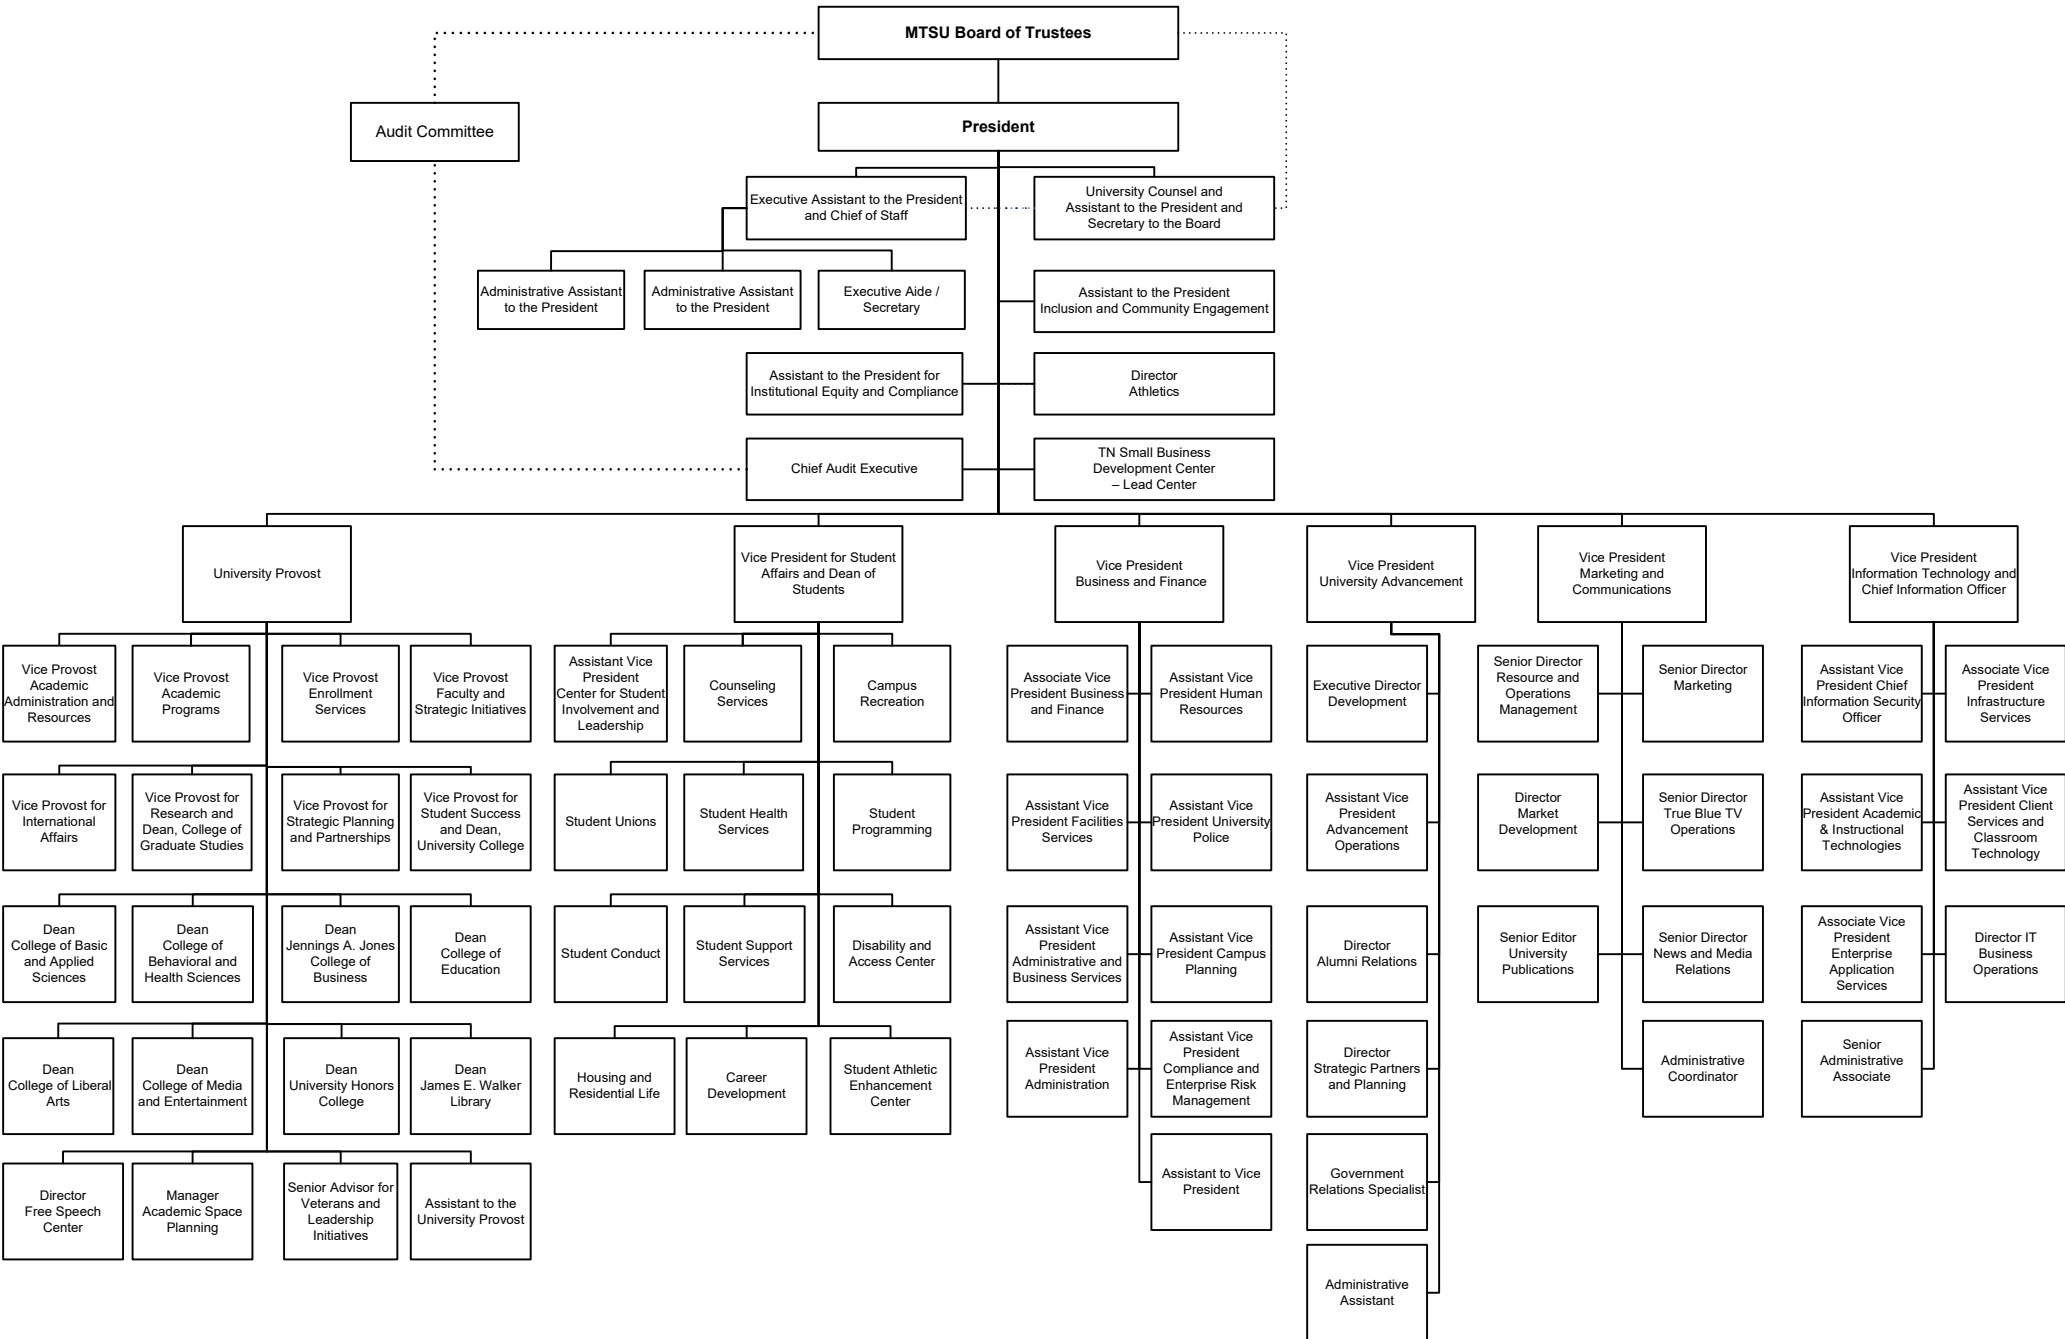 MTSU Board of Trustees
Audit Committee
President
Executive Assistant to the President
and Chief of Staff
University Counsel and
Assistant to the President and
Secretary to the Board
Administrative Assistant
to the President
Administrative Assistant
to the President
Executive Aide /
Secretary
Assistant to the President
Inclusion and Community Engagement
Assistant to the President for
Institutional Equity and Compliance
Director
Athletics
Chief Audit Executive
TN Small Business
Development Center
– Lead Center
University Provost
Vice President for Student
Affairs and Dean of
Students
Vice President
Business and Finance
Vice President
University Advancement
Vice President
Marketing and
Communications
Vice President
Information Technology and
Chief Information Officer
Vice Provost
Academic
Administration and
Resources
Vice Provost
Academic
Programs
Vice Provost
Enrollment
Services
Vice Provost
Faculty and
Strategic Initiatives
Assistant Vice
President
Center for Student
Involvement and
Leadership
Counseling
Services
Campus
Recreation
Associate Vice
President Business
and Finance
Assistant Vice
President Human
Resources
Executive Director
Development
Senior Director
Resource and
Operations
Management
Senior Director
Marketing
Assistant Vice
President Chief
Information Security
Officer
Associate Vice
President
Infrastructure
Services
Vice Provost for
International
Affairs
Vice Provost for
Research and
Dean, College of
Graduate Studies
Vice Provost for
Strategic Planning
and Partnerships
Vice Provost for
Student Success
and Dean,
University College
Student Unions
Student Health
Services
Student
Programming
Assistant Vice
President Facilities
Services
Assistant Vice
President University
Police
Assistant Vice
President
Advancement
Operations
Director
Market
Development
Senior Director
True Blue TV
Operations
Assistant Vice
President Academic
& Instructional
Technologies
Assistant Vice
President Client
Services and
Classroom
Technology
Dean
College of Basic
and Applied
Sciences
Dean
College of
Behavioral and
Health Sciences
Dean
Jennings A. Jones
College of
Business
Dean
College of
Education
Student Conduct
Student Support
Services
Disability and
Access Center
Assistant Vice
President
Administrative and
Business Services
Assistant Vice
President Campus
Planning
Director
Alumni Relations
Senior Editor
University
Publications
Senior Director
News and Media
Relations
Associate Vice
President
Enterprise
Application
Services
Director IT
Business
Operations
Dean
College of Liberal
Arts
Dean
College of Media
and Entertainment
Dean
University Honors
College
Dean
James E. Walker
Library
Housing and
Residential Life
Career
Development
Student Athletic
Enhancement
Center
Assistant Vice
President
Administration
Assistant Vice
President
Compliance and
Enterprise Risk
Management
Director
Strategic Partners
and Planning
Administrative
Coordinator
Senior
Administrative
Associate
Director
Free Speech
Center
Manager
Academic Space
Planning
Senior Advisor for
Veterans and
Leadership
Initiatives
Assistant to the
University Provost
Assistant to Vice
President
Government
Relations Specialist
Administrative
Assistant